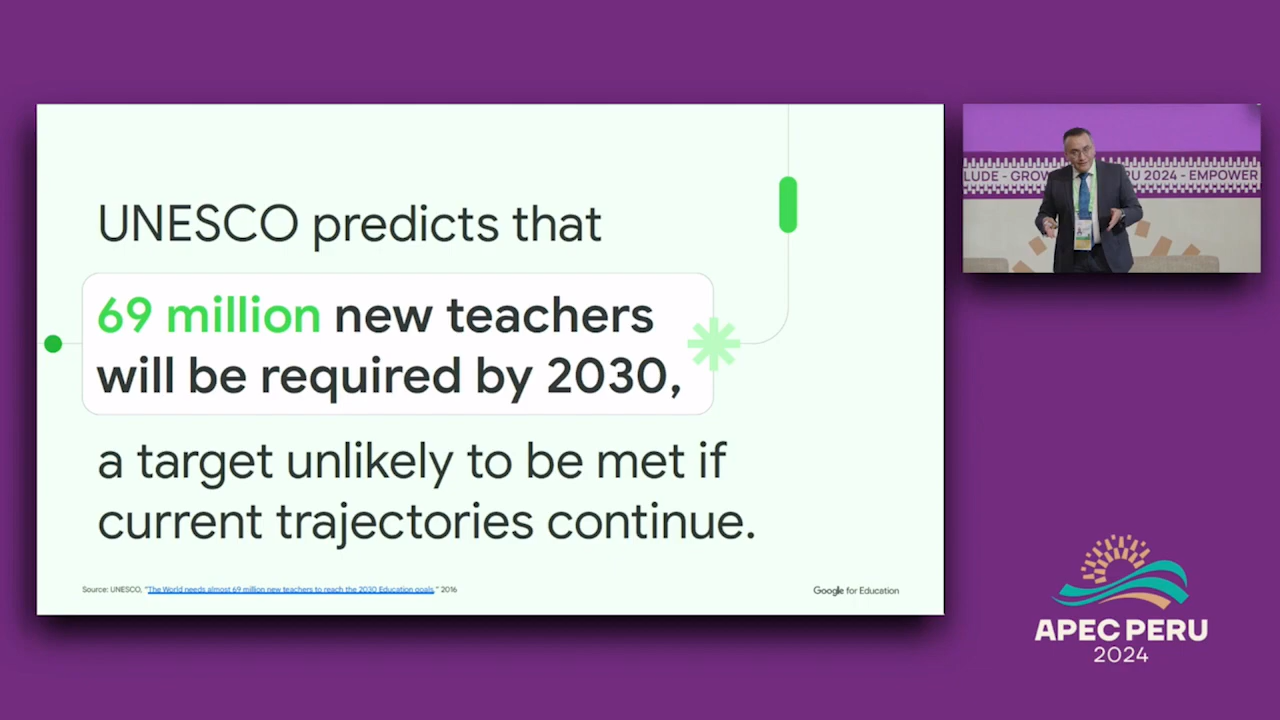 UNESCO predicts that
69 million new teachers
will be required by 2030,
a target unlikely to be met if
current trajectories continue.
Source: UNESCO, "The World needs almost 69 million new teachers to reach the 2030 Education goals," 2016
Google for Education
LUDE - GROW
RU 2024 - EMPOWER
APEC PERU
2024